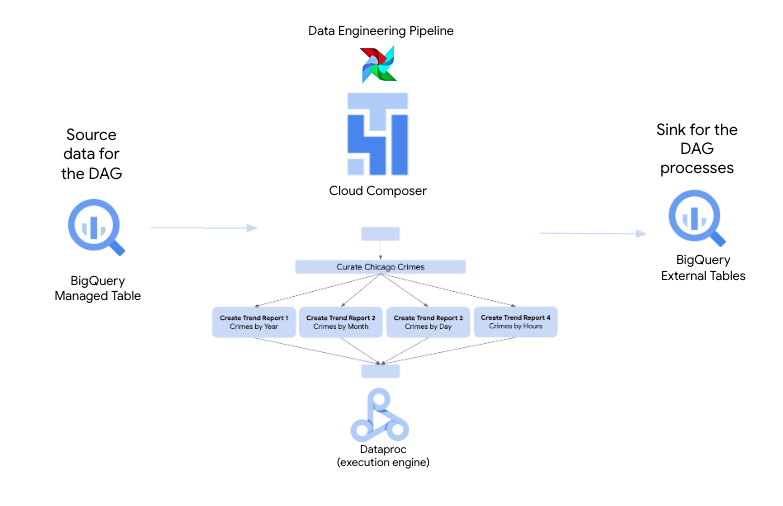 Data Engineering Pipeline
Source
data for
the DAG
Sink for the
DAG
processes
Cloud Composer
BigQuery
Managed Table
BigQuery
External Tables
Curate Chicago Crimes
Create Trend Report 1
Crimes by Year
Create Trend Report 2
Crimes by Month
Create Trend Report 3
Crimes by Day
Create Trend Report 4
Crimes by Hours
Dataproc
(execution engine)